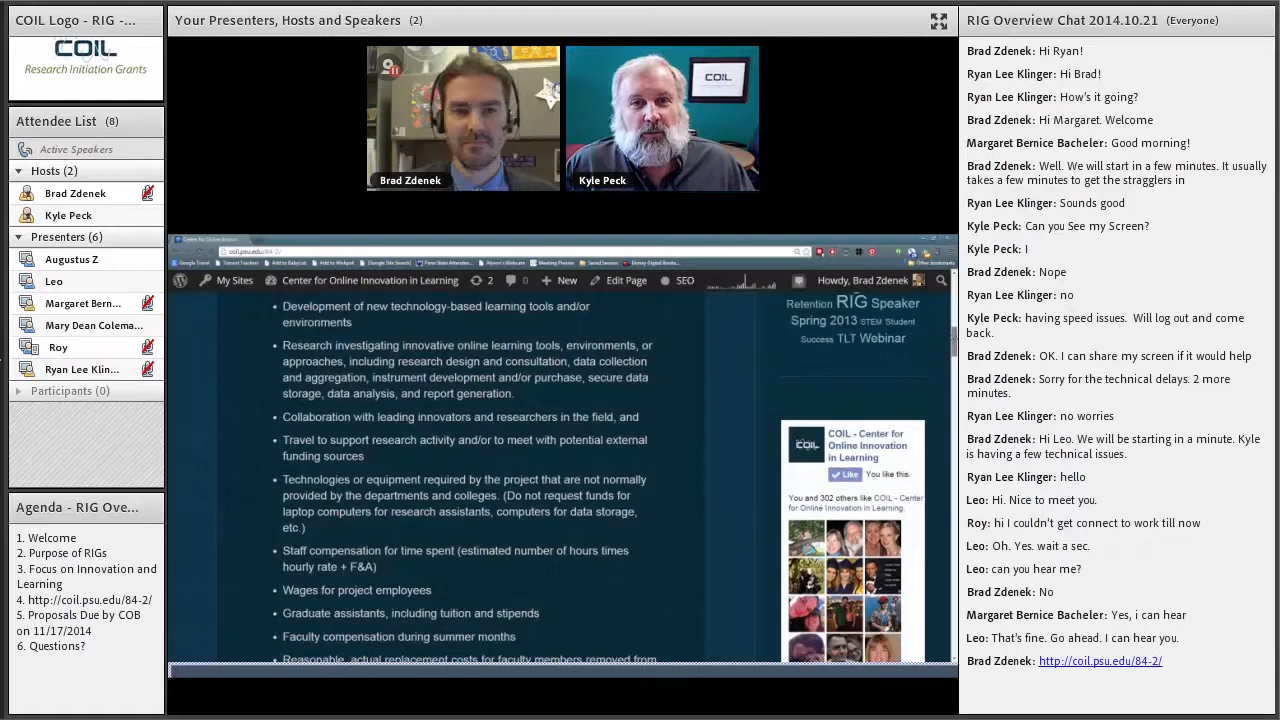 COIL Logo - RIG -...
COIL
Research Initiation Grants
Attendee List (8)
Active Speakers
Hosts (2)
Brad Zdenek
Kyle Peck
Presenters (6)
Augustus Z
Leo
Margaret Bern...
Mary Dean Colema...
Roy
Ryan Lee Klin...
Participants (0)
Agenda - RIG Ove...
1. Welcome
2. Purpose of RIGs
3. Focus on Innovation and
Learning
4. http://coil.psu.edu/84-2/
5. Proposals Due by COB
on 11/17/2014
6. Questions?
Your Presenters, Hosts and Speakers (2)
Brad Zdenek
COIL
Kyle Peck
coil.psu.edu/84-2/
My Sites
Center for Online Innovation in Learning
2
0
New
Edit Page
SEO
Howdy, Brad Zdenek
• Development of new technology-based learning tools and/or
environments
• Research investigating innovative online learning tools, environments, or
approaches, including research design and consultation, data collection
and aggregation, instrument development and/or purchase, secure data
storage, data analysis, and report generation.
• Collaboration with leading innovators and researchers in the field, and
• Travel to support research activity and/or to meet with potential external
funding sources
• Technologies or equipment required by the project that are not normally
provided by the departments and colleges. (Do not request funds for
laptop computers for research assistants, computers for data storage,
etc.)
• Staff compensation for time spent (estimated number of hours times
hourly rate + F&A)
• Wages for project employees
• Graduate assistants, including tuition and stipends
• Faculty compensation during summer months
• Reasonable, actual replacement costs for faculty members removed from
Retention RIG Speaker
Spring 2013 STEM Student
Success TLT Webinar
COIL
COIL - Center for
Online Innovation
in Learning
Like You like this.
You and 302 others like COIL - Center
for Online Innovation in Learning.
RIG Overview Chat 2014.10.21 (Everyone)
Brad Zdenek: Hi Ryan!
Ryan Lee Klinger: Hi Brad!
Ryan Lee Klinger: How's it going?
Brad Zdenek: Hi Margaret. Welcome
Margaret Bernice Bacheler: Good morning!
Brad Zdenek: Well. We will start in a few minutes. it usually
takes a few minutes to get the stragglers in
Ryan Lee Klinger: Sounds good
Kyle Peck: Can you See my Screen?
Kyle Peck: !
Brad Zdenek: Nope
Ryan Lee Klinger: no
Kyle Peck: having speed issues. Will log out and come
back.
Brad Zdenek: OK. I can share my screen if it would help
Brad Zdenek: Sorry for the technical delays. 2 more
minutes.
Ryan Lee Klinger: no worries
Brad Zdenek: Hi Leo. We will be starting in a minute. Kyle
is having a few technical issues.
Ryan Lee Klinger: hello
Leo: Hi. Nice to meet you.
Roy: hi I couldn't get connect to work till now
Leo: Oh. Yes. wait a sec.
Leo: can you hear me?
Brad Zdenek: No
Margaret Bernice Bacheler: Yes, i can hear
Leo: That's fine. Go ahead. I can hear you.
Brad Zdenek: http://coil.psu.edu/84-2/